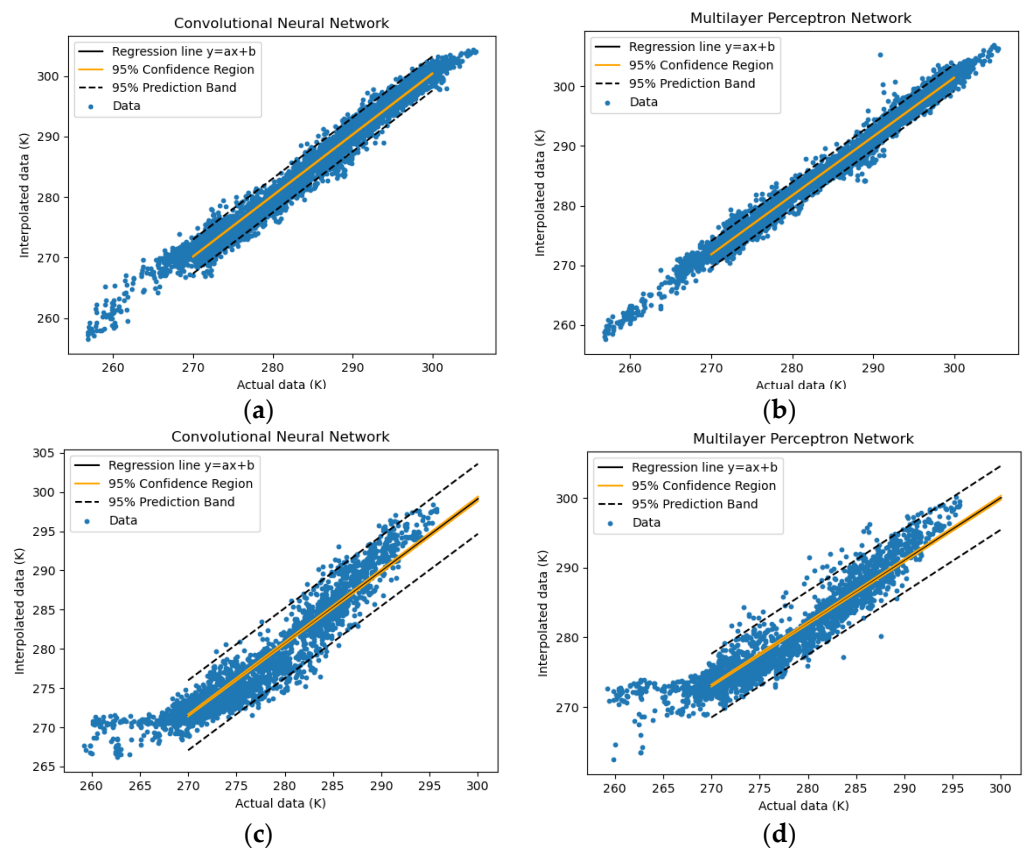 Convolutional Neural Network
Regression line y=ax+b
95% Confidence Region
95% Prediction Band
Data
300
290
280
270
260
Interpolated data (K)
260 270 280 290 300
Actual data (K)
(a)
Multilayer Perceptron Network
Regression line y=ax+b
95% Confidence Region
95% Prediction Band
Data
300
290
280
270
260
Interpolated data (K)
260 270 280 290 300
Actual data (K)
(b)
Convolutional Neural Network
Regression line y=ax+b
95% Confidence Region
95% Prediction Band
Data
305
300
295
290
285
280
275
270
265
Interpolated data (K)
260 265 270 275 280 285 290 295 300
Actual data (K)
(c)
Multilayer Perceptron Network
Regression line y=ax+b
95% Confidence Region
95% Prediction Band
Data
300
290
280
270
Interpolated data (K)
260 265 270 275 280 285 290 295 300
Actual data (K)
(d)